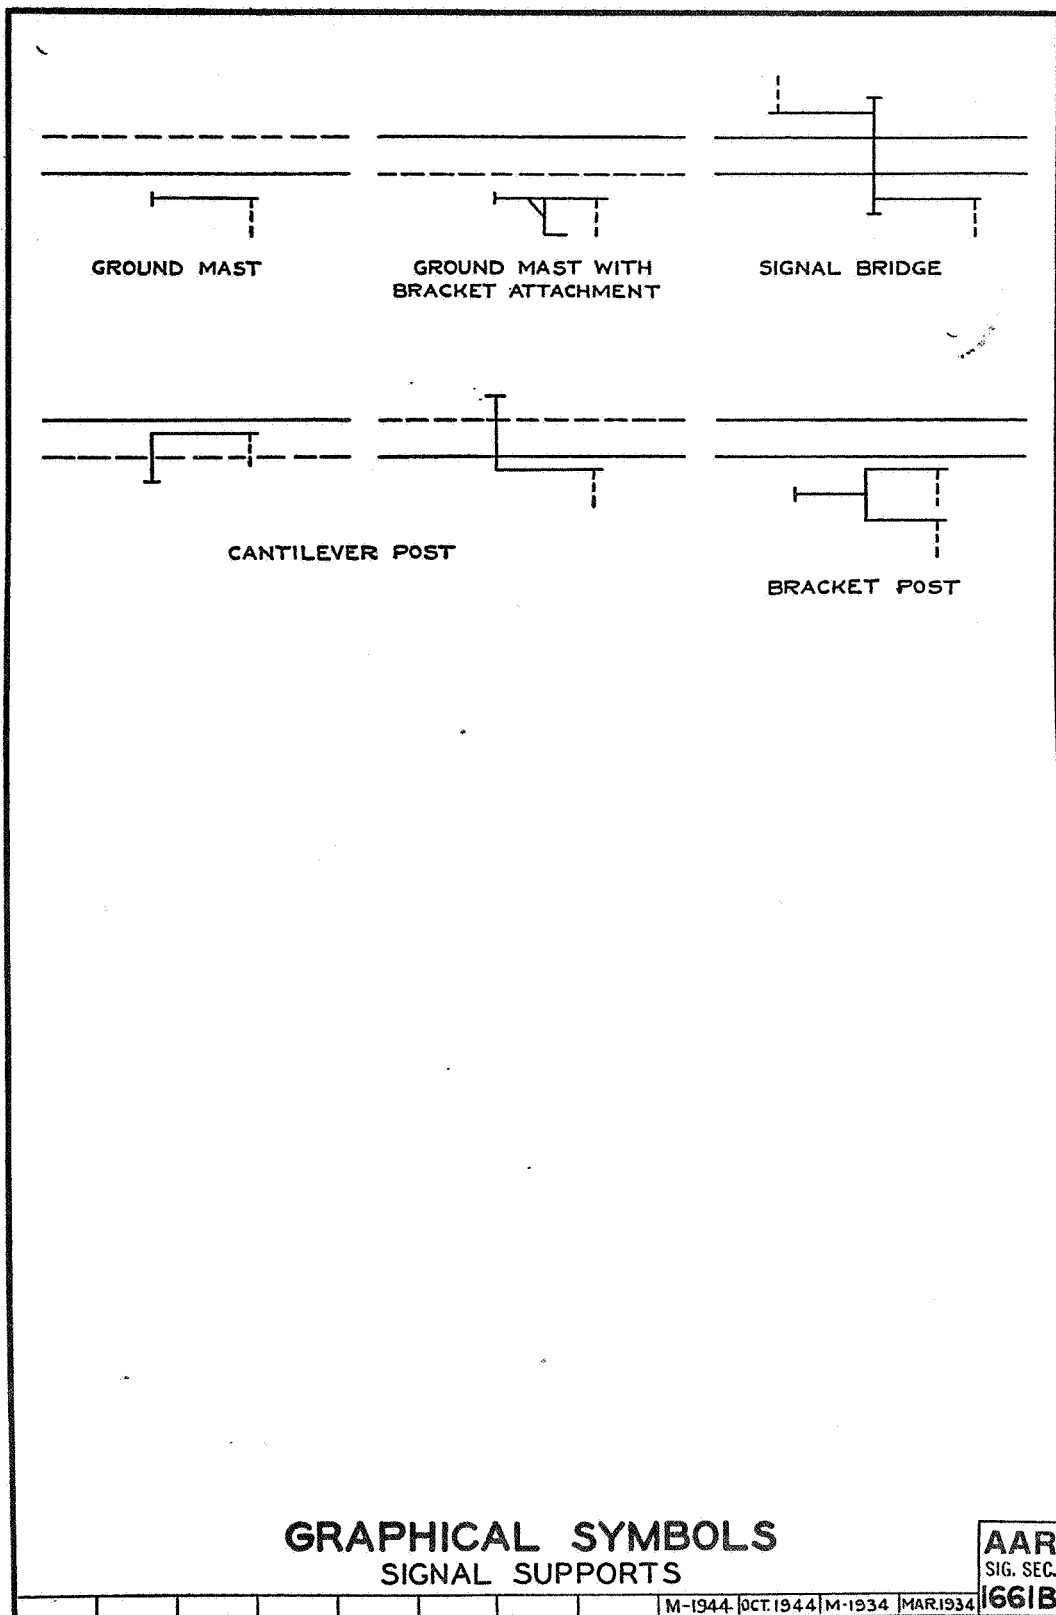 GROUND MAST
GROUND MAST WITH
BRACKET ATTACHMENT
SIGNAL BRIDGE
CANTILEVER POST
BRACKET POST
GRAPHICAL SYMBOLS
SIGNAL SUPPORTS
AAR
SIG. SEC.
1661B
M-1944 OCT. 1944 M-1934 MAR. 1934